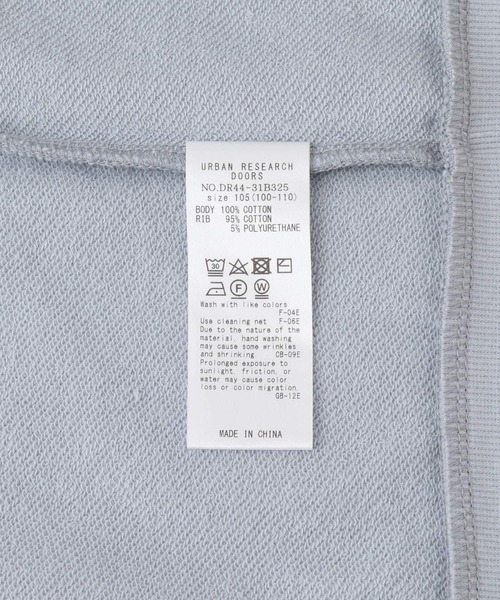 URBAN RESEARCH
DOORS
NO.DR44-31B325
size 105(100-110)
BODY 100% COTTON
RIB 95% COTTON
5% POLYURETHANE
30
F W
Wash with like colors
F-04E
Use cleaning net F-06E
Due to the nature of the
material, hand washing
may cause some wrinkles
and shrinking. CB-09E
Prolonged exposure to
sunlight, friction, or
water may cause color
loss or color migration.
GB-12E
MADE IN CHINA